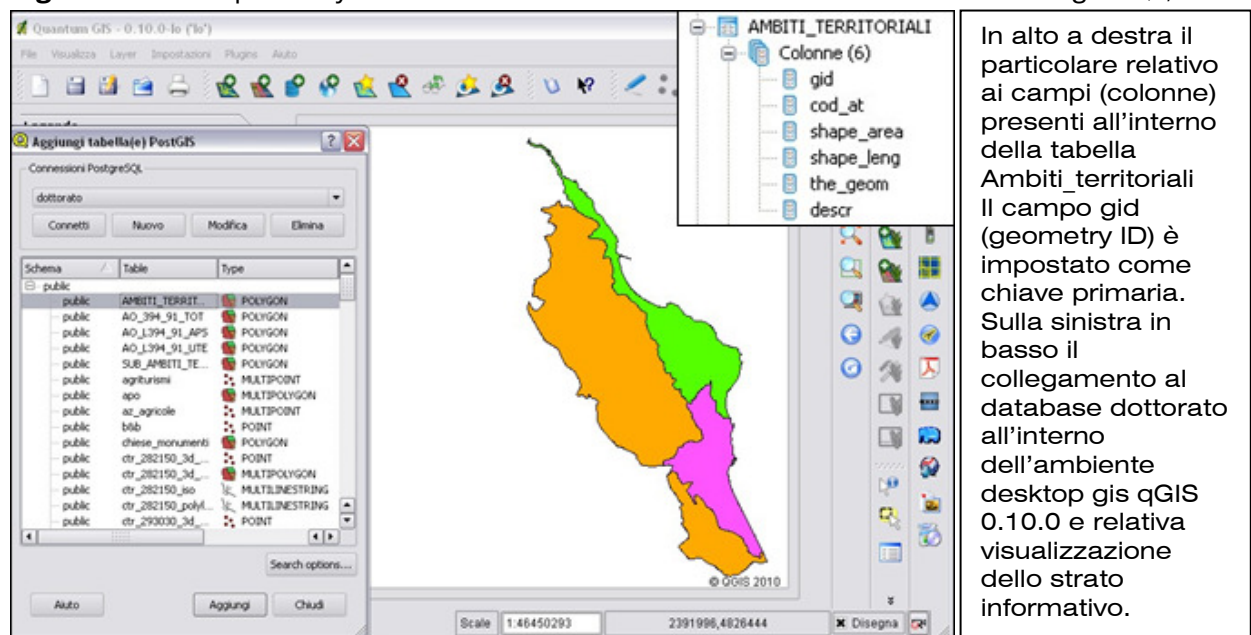 Quantum GIS - 0.10.0-Io ('Io')
File Visualizza Layer Impostazioni Plugins Aiuto
AMBITI_TERRITORIALI
Colonne (6)
gid
cod_at
shape_area
shape_leng
the_geom
descr
Aggiungi tabella(e) PostGIS
Connessioni PostgreSQL
dottorato
Connetti Nuovo Modifica Elimina
Schema Table Type
public
public AMBITI_TERRIT... POLYGON
public AO_394_91_TOT POLYGON
public AO_L394_91_APS POLYGON
public AO_L394_91_UTE POLYGON
public SUB_AMBITI_TE... POLYGON
public agriturismi MULTIPOINT
public apo MULTIPOLYGON
public az_agricole MULTIPOINT
public b&b POINT
public chiese_monumenti POLYGON
public ctr_282150_3d_... POINT
public ctr_282150_3d_... MULTIPOLYGON
public ctr_282150_iso MULTILINESTRING
public ctr_282150_polyl... MULTILINESTRING
public ctr_293030_3d_... POINT
Search options...
Aiuto Aggiungi Chiudi
© QGIS 2010
Scale 1:46450293 2391996,4826444 Disegna
In alto a destra il
particolare relativo
ai campi (colonne)
presenti all'interno
della tabella
Ambiti_territoriali
Il campo gid
(geometry ID) è
impostato come
chiave primaria.
Sulla sinistra in
basso il
collegamento al
database dottorato
all'interno
dell'ambiente
desktop gis qGIS
0.10.0 e relativa
visualizzazione
dello strato
informativo.